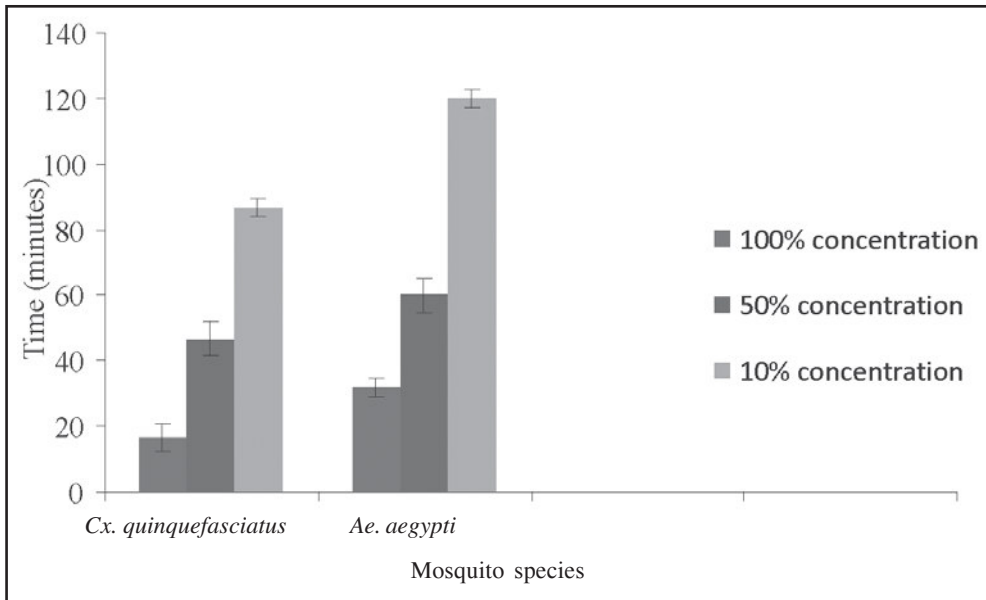 140
120
100
80
60
40
20
0
Time (minutes)
100% concentration
50% concentration
10% concentration
Cx. quinquefasciatus Ae. aegypti
Mosquito species